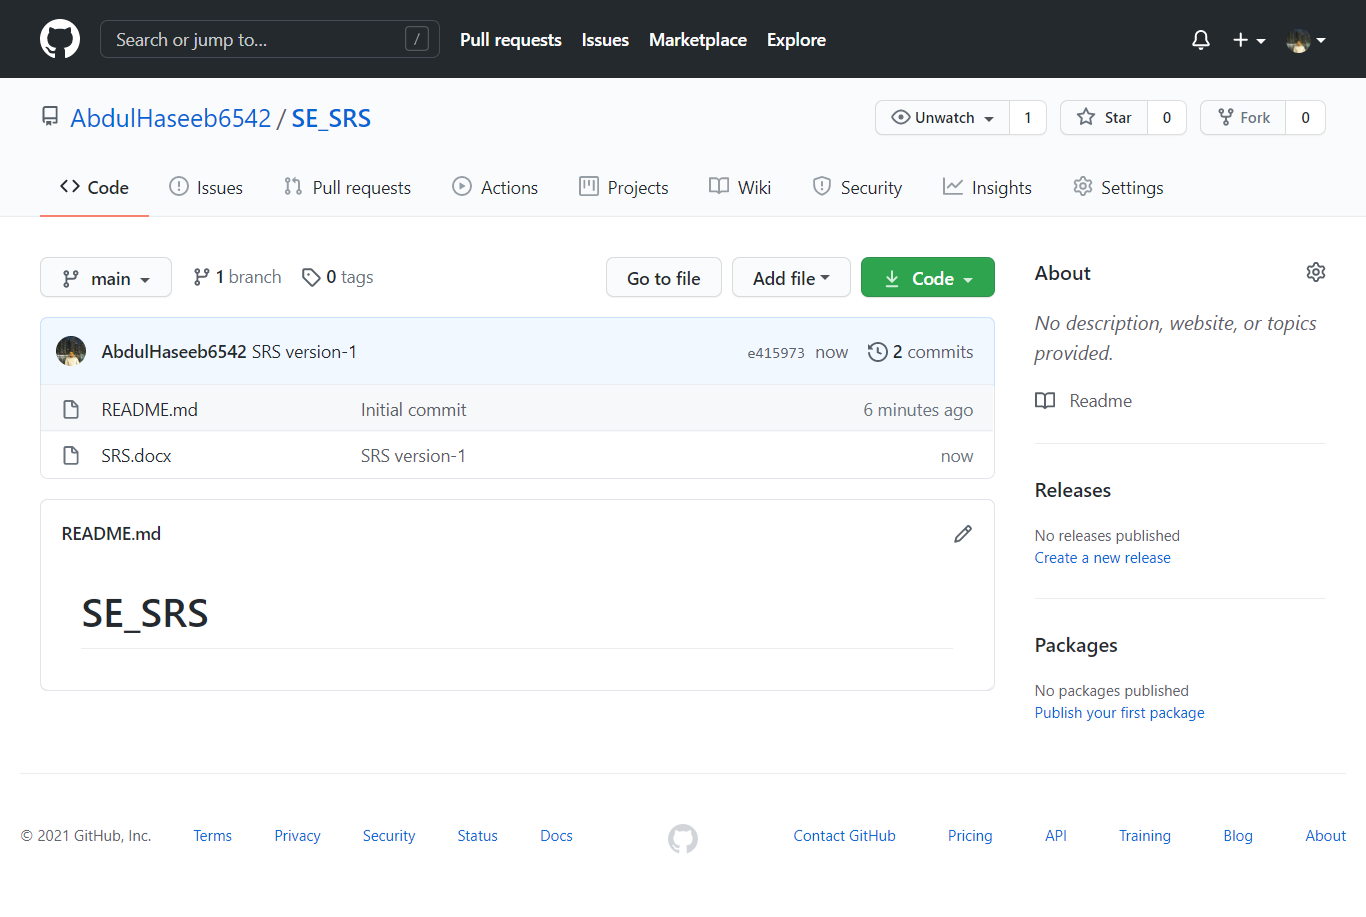 Search or jump to... /
Pull requests Issues Marketplace Explore
AbdulHaseeb6542 / SE_SRS
Unwatch 1 Star 0 Fork 0
Code Issues Pull requests Actions Projects Wiki Security Insights Settings
main 1 branch 0 tags Go to file Add file Code
AbdulHaseeb6542 SRS version-1 e415973 now 2 commits
README.md Initial commit 6 minutes ago
SRS.docx SRS version-1 now
README.md
SE_SRS
About
No description, website, or topics
provided.
Readme
Releases
No releases published
Create a new release
Packages
No packages published
Publish your first package
© 2021 GitHub, Inc. Terms Privacy Security Status Docs Contact GitHub Pricing API Training Blog About